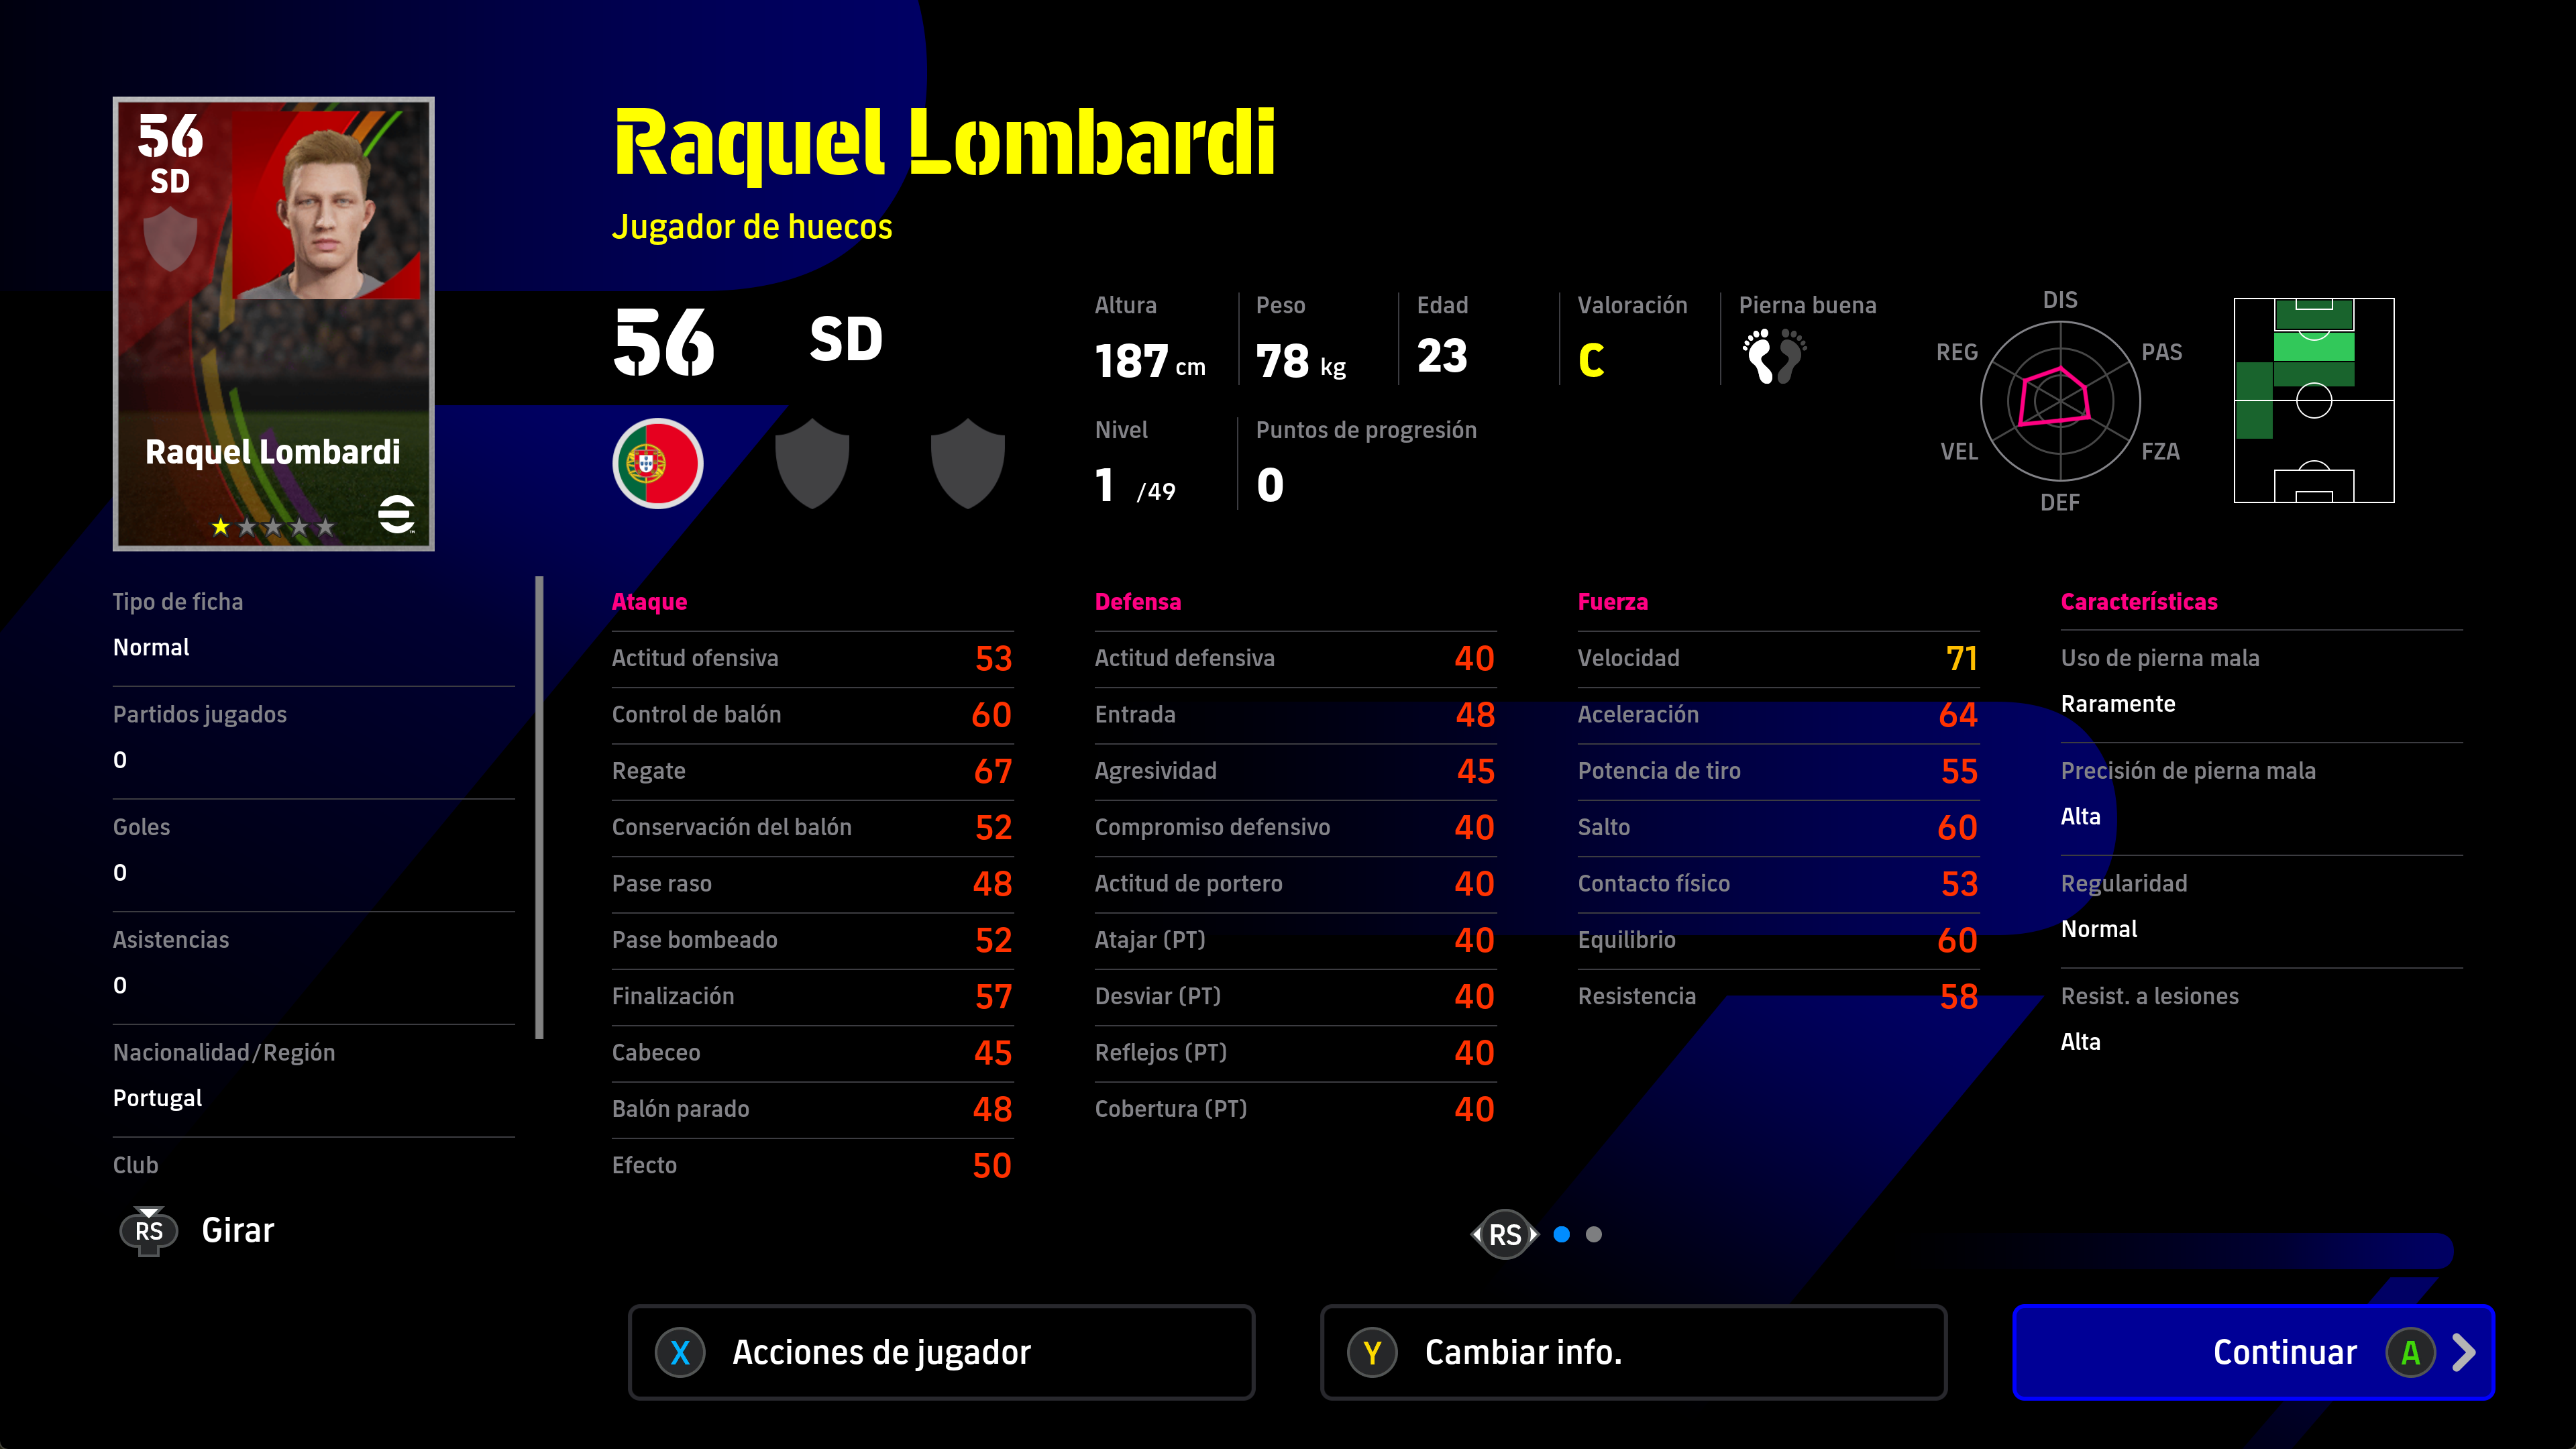 56
SD
Raquel Lombardi
Raquel Lombardi
Jugador de huecos
56
SD
Altura
187 cm
Peso
78 kg
Edad
23
Valoración
C
Pierna buena
Nivel
1 /49
Puntos de progresión
0
DIS
PAS
FZA
DEF
VEL
REG
Tipo de ficha
Normal
Partidos jugados
0
Goles
0
Asistencias
0
Nacionalidad/Región
Portugal
Club
Ataque
Actitud ofensiva 53
Control de balón 60
Regate 67
Conservación del balón 52
Pase raso 48
Pase bombeado 52
Finalización 57
Cabeceo 45
Balón parado 48
Efecto 50
Defensa
Actitud defensiva 40
Entrada 48
Agresividad 45
Compromiso defensivo 40
Actitud de portero 40
Atajar (PT) 40
Desviar (PT) 40
Reflejos (PT) 40
Cobertura (PT) 40
Fuerza
Velocidad 71
Aceleración 64
Potencia de tiro 55
Salto 60
Contacto físico 53
Equilibrio 60
Resistencia 58
Características
Uso de pierna mala
Raramente
Precisión de pierna mala
Alta
Regularidad
Normal
Resist. a lesiones
Alta
RS Girar
RS
X Acciones de jugador
Y Cambiar info.
Continuar A